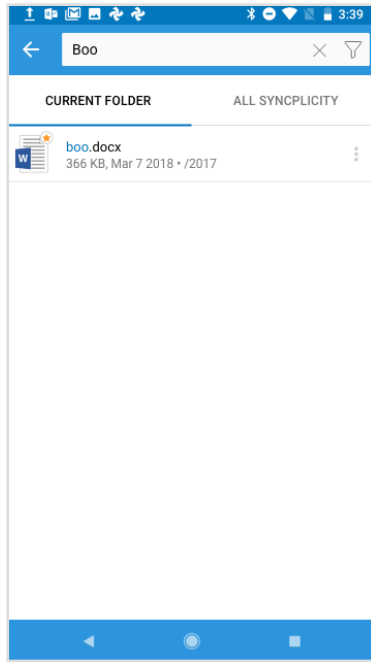 3:39
Boo
CURRENT FOLDER
ALL SYNCPLICITY
W
boo.docx
366 KB, Mar 7 2018 • /2017